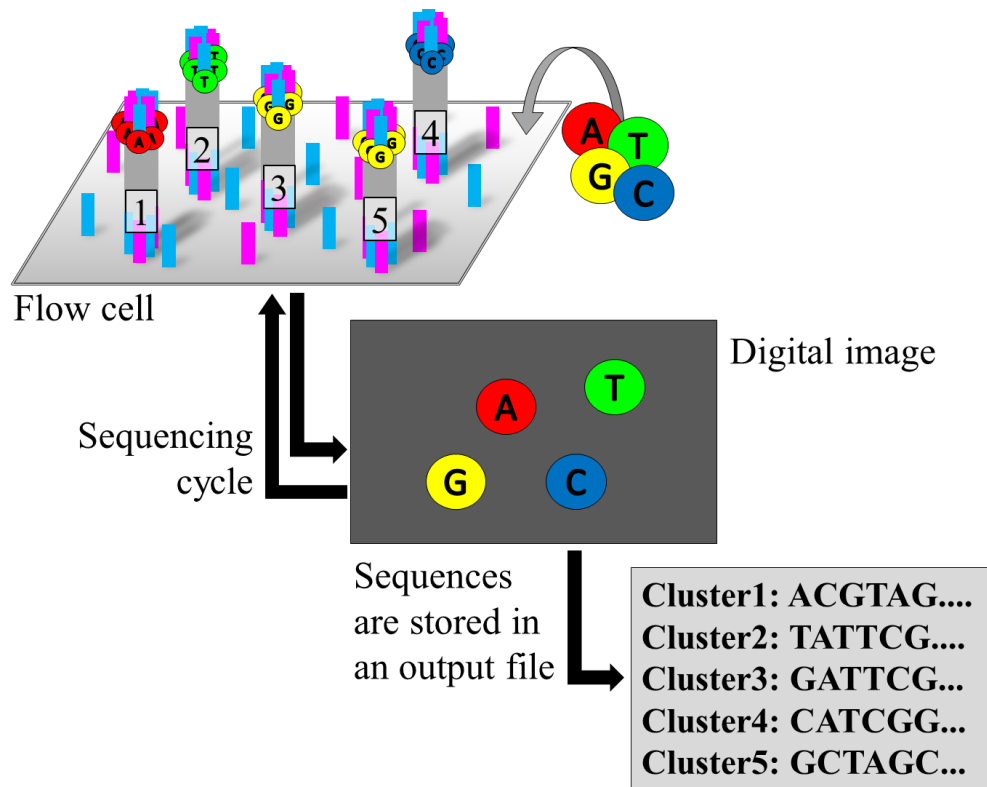 A
T
G
C
C
T
G
G
A
1
2
3
4
5
Flow cell
Digital image
A
T
G
C
Sequencing
cycle
Sequences
are stored in
an output file
Cluster1: ACGTAG....
Cluster2: TATTCG....
Cluster3: GATTCG...
Cluster4: CATCGG...
Cluster5: GCTAGC...